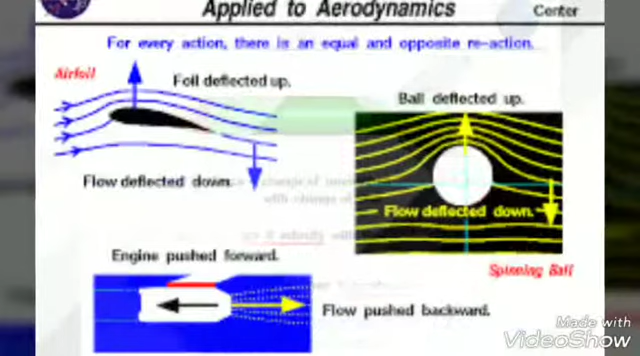 Applied to Aerodynamics
Center
For every action, there is an equal and opposite re-action.
Airfoil
Foil deflected up.
Ball deflected up.
Flow deflected down.
Flow deflected down.
Engine pushed forward.
Spinning Ball
Flow pushed backward.
Made with
VideoShow